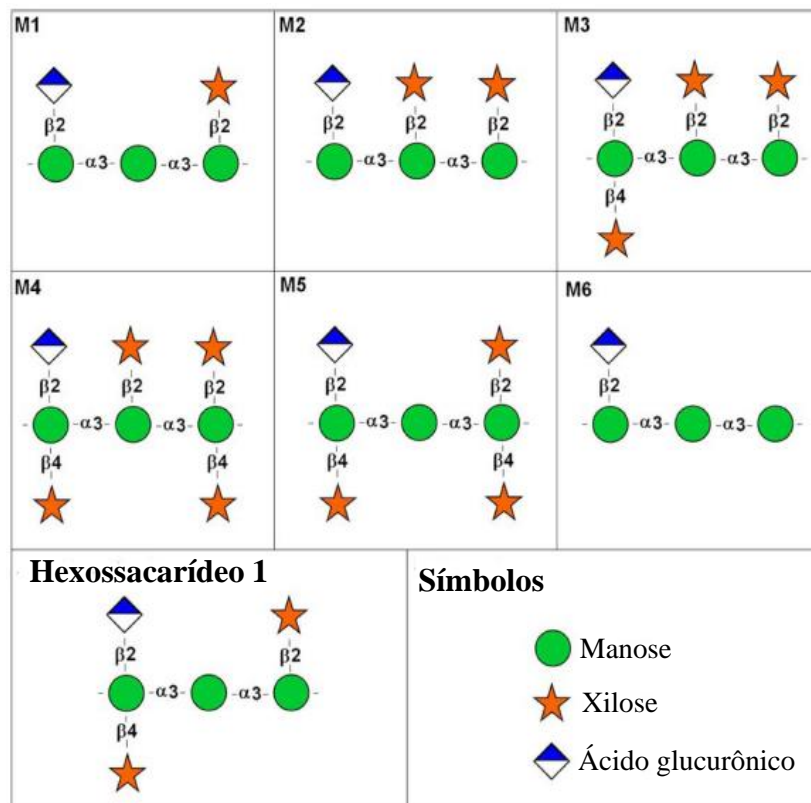 M1
β2
β2
α3
α3
M2
β2
β2
β2
α3
α3
M3
β2
β2
β2
α3
α3
β4
M4
β2
β2
β2
α3
α3
β4
β4
M5
β2
β2
α3
α3
β4
β4
M6
β2
α3
α3
Hexossacarídeo 1
β2
β2
α3
α3
β4
Símbolos
Manose
Xilose
Ácido glucurônico